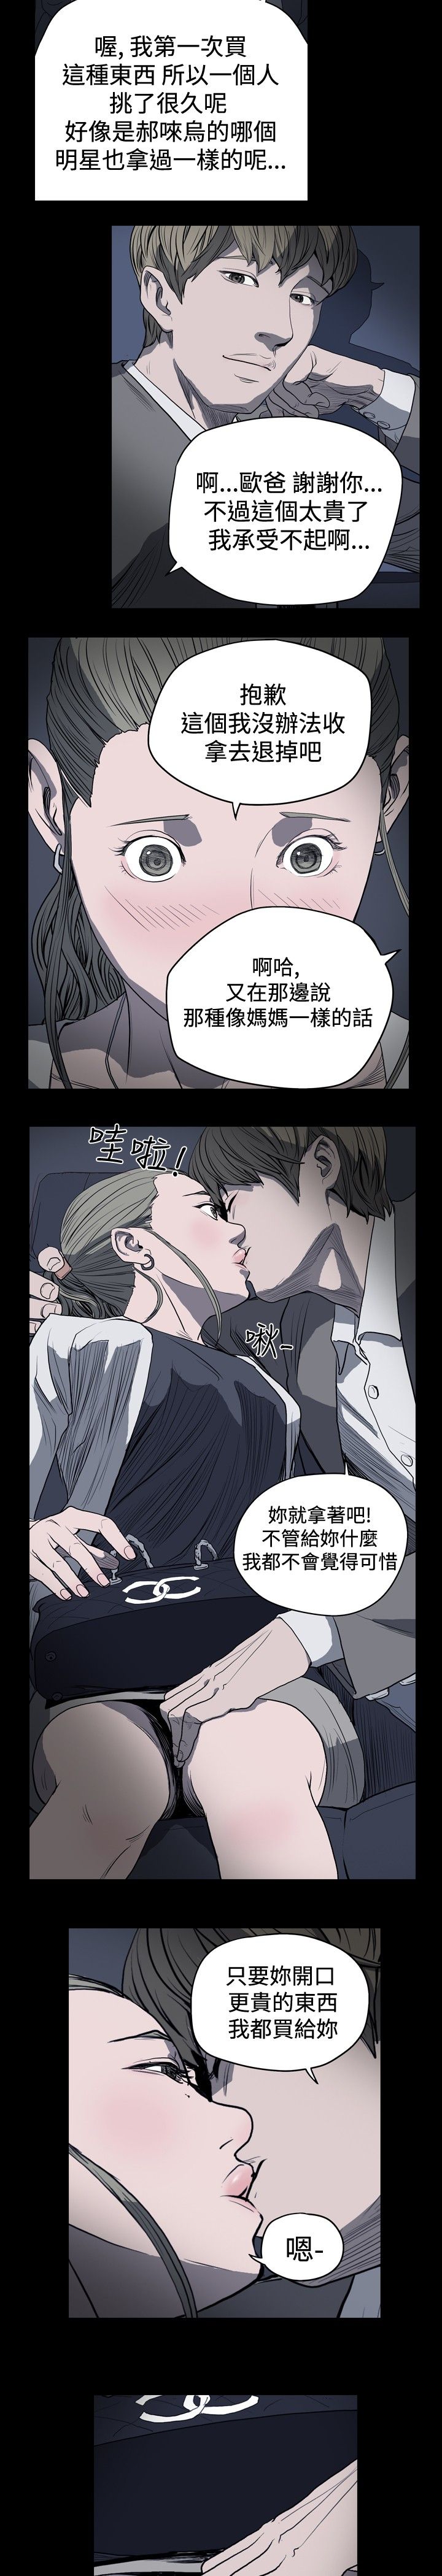 喔, 我第一次買
這種東西 所以一個人
挑了很久呢
好像是郝唻烏的哪個
明星也拿過一樣的呢...
啊...歐爸 謝謝你...
不過這個太貴了
我承受不起啊...
抱歉
這個我沒辦法收
拿去退掉吧
啊哈,
又在那邊說
那種像媽媽一樣的話
哇啦!
啾-
妳就拿著吧!
不管給妳什麼
我都不會覺得可惜
只要妳開口
更貴的東西
我都買給妳
嗯-